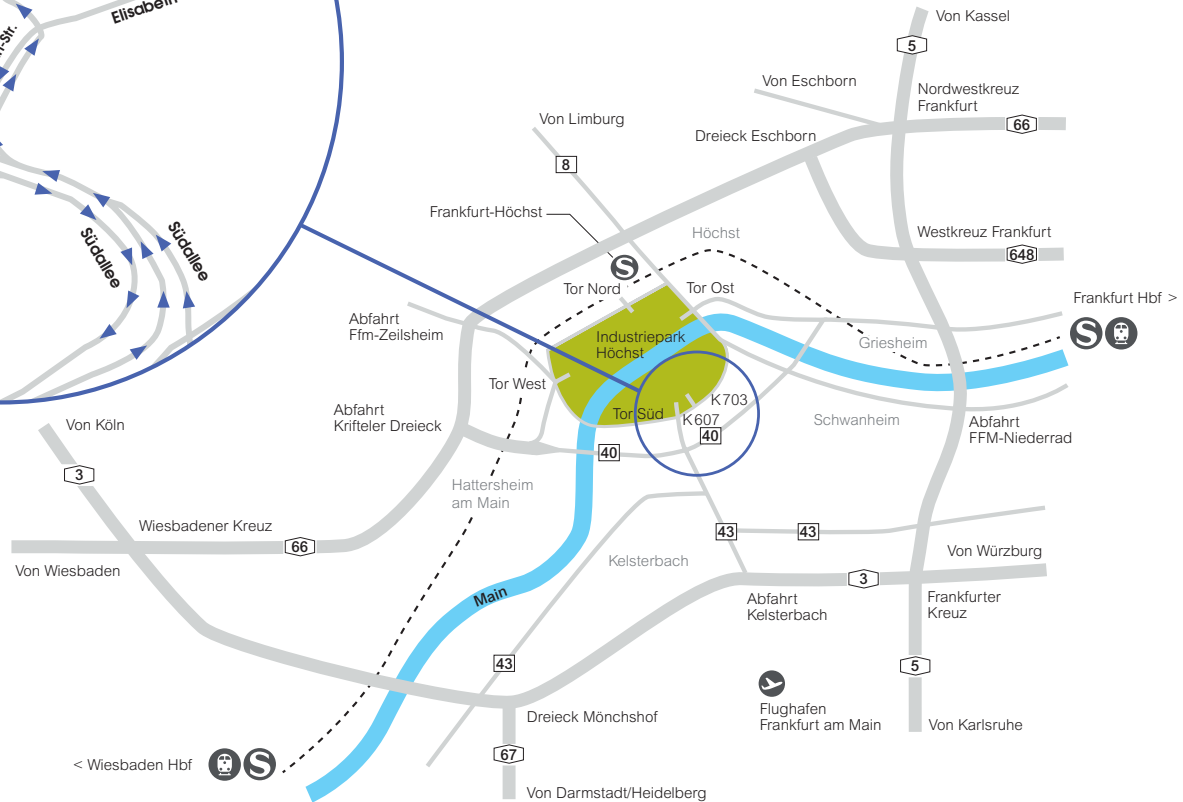 Elisabeth
-Str.
Von Kassel
5
Von Eschborn
Nordwestkreuz
Frankfurt
66
Von Limburg
Dreieck Eschborn
8
Frankfurt-Höchst
Höchst
Westkreuz Frankfurt
648
Südallee
Südallee
S
Tor Nord
Tor Ost
Frankfurt Hbf >
S
Abfahrt
Ffm-Zeilsheim
Industriepark
Höchst
Griesheim
Tor West
K703
Abfahrt
Krifteler Dreieck
Tor Süd
K607
40
Schwanheim
Abfahrt
FFM-Niederrad
Von Köln
40
3
Hattersheim
am Main
Wiesbadener Kreuz
66
43
43
Von Wiesbaden
Kelsterbach
Von Würzburg
3
Main
Abfahrt
Kelsterbach
Frankfurter
Kreuz
43
5
Flughafen
Frankfurt am Main
Dreieck Mönchshof
Von Karlsruhe
< Wiesbaden Hbf
S
67
Von Darmstadt/Heidelberg